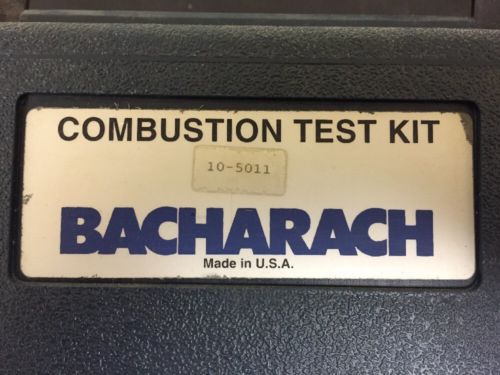 COMBUSTION TEST KIT
10-5011
BACHARACH
Made in U.S.A.